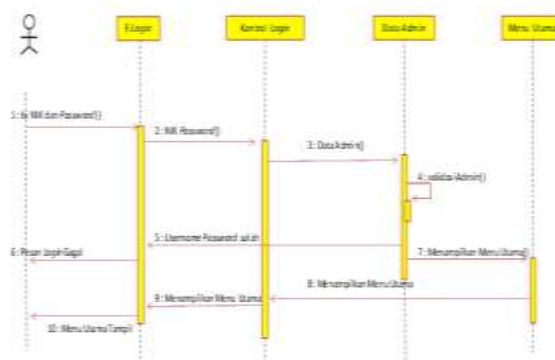 F.Login
Kontrol Login
Data Admin
Menu Utama
1 : Isi NIK dan Password()
2 : NIK Password()
3 : Data Admin()
4 : validasi Admin()
5 : Username Password salah
6 : Pesan Login Gagal
7 : Menampilkan Menu Utama()
8 : Menampilkan Menu Utama
9 : Menampilkan Menu Utama
10 : Menu Utama Tampil